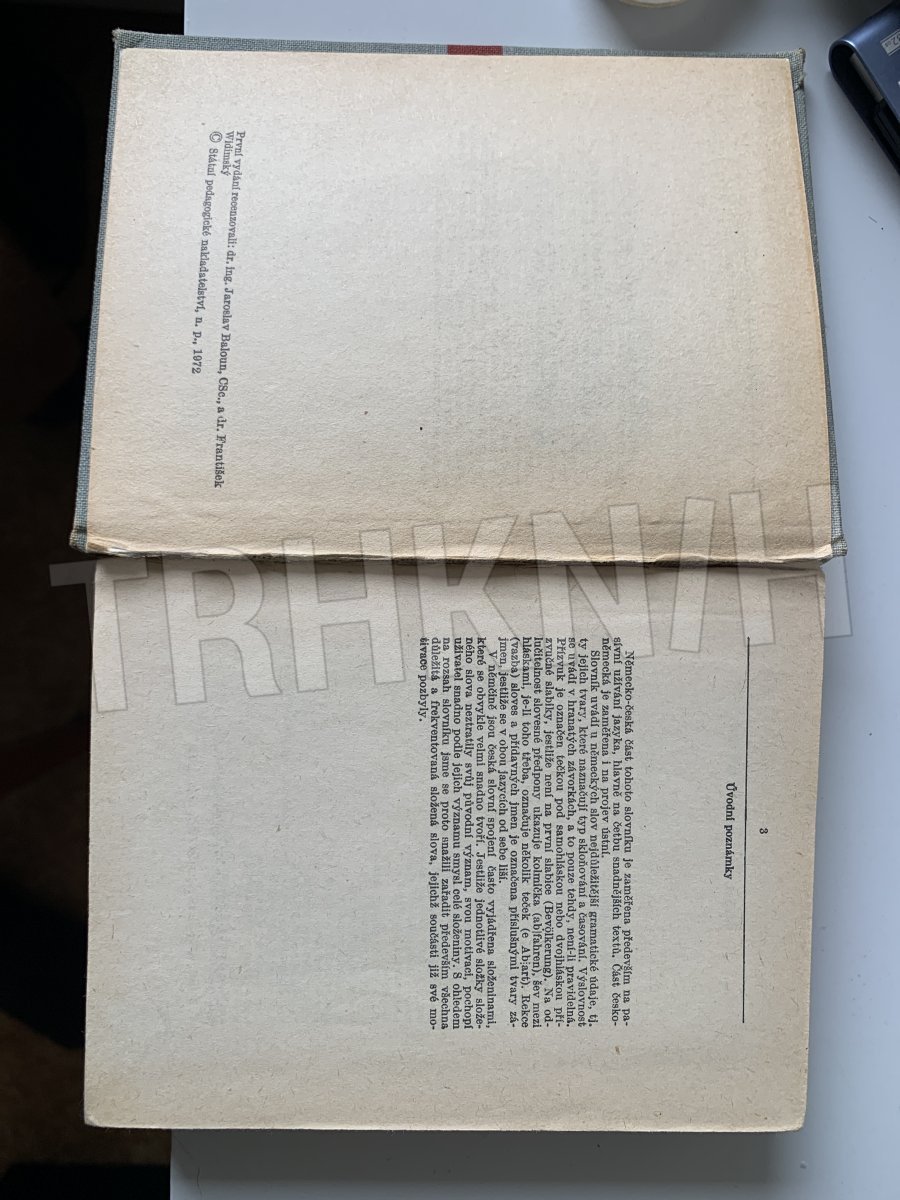 První vydání recenzovali: dr. ing. Jaroslav Baloun, CSc., a dr. František
Widimský
© Státní pedagogické nakladatelství, n. p., 1972
3
Úvodní poznámky
Německo-česká část tohoto slovníku je zaměřena především na pa-
sivní užívání jazyka, hlavně na četbu snadnějších textů. Část česko-
německá je zaměřena i na projev ústní.
Slovník uvádí u německých slov nejdůležitější gramatické údaje, tj.
ty jejich tvary, které naznačují typ skloňování a časování. Výslovnost
se uvádí v hranatých závorkách, a to pouze tehdy, není-li pravidelná.
Přízvuk je označen tečkou pod samohláskou nebo dvojhláskou pří-
zvučné slabiky, jestliže není na první slabice (Bevölkerung). Na od-
lučitelnost slovesné předpony ukazuje kolmička (ab|fahren), šev mezi
hláskami, je-li toho třeba, označuje několik teček (e Ab¦art). Rekce
(vazba) sloves a přídavných jmen je označena příslušnými tvary zá-
jmen, jestliže se v obou jazycích od sebe liší.
V němčině jsou česká slovní spojení často vyjádřena složeninami,
které se obvykle velmi snadno tvoří. Jestliže jednotlivé složky slože-
ného slova neztratily svůj původní význam, svou motivaci, pochopí
uživatel snadno podle jejich významu smysl celé složeniny. S ohledem
na rozsah slovníku jsme se proto snažili zařadit především všechna
důležitá a frekventovaná složená slova, jejichž součásti již své mo-
tivace pozbyly.
TRHKNIH